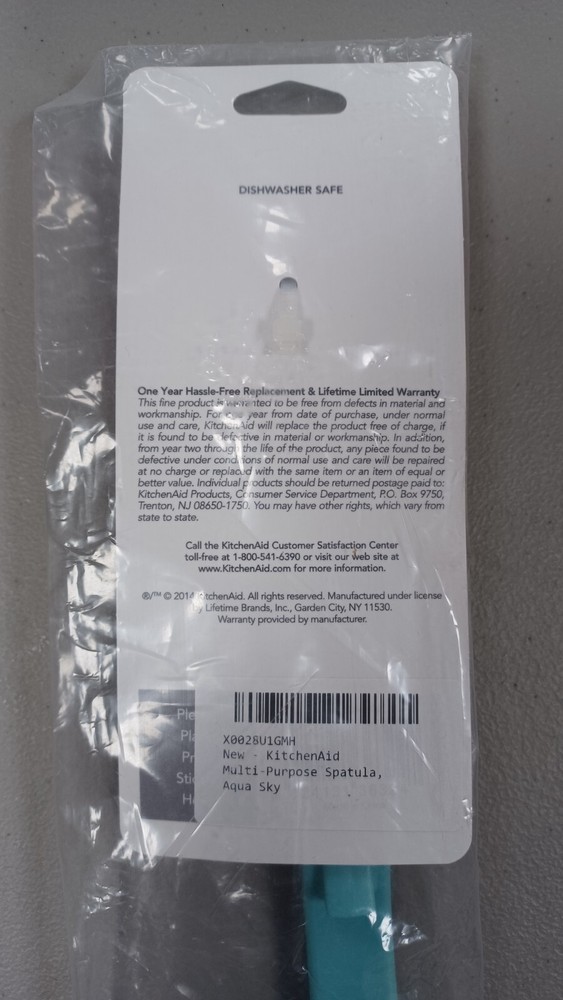 DISHWASHER SAFE
One Year Hassle-Free Replacement & Lifetime Limited Warranty
This fine product is warranted to be free from defects in material and
workmanship. For one year from date of purchase, under normal
use and care, KitchenAid will replace the product free of charge, if
it is found to be defective in material or workmanship. In addition,
from year two through the life of the product, any piece found to be
defective under conditions of normal use and care will be repaired
at no charge or replaced with the same item or an item of equal or
better value. Individual products should be returned postage paid to:
KitchenAid Products, Consumer Service Department, P.O. Box 9750,
Trenton, NJ 08650-1750. You may have other rights, which vary from
state to state.
Call the KitchenAid Customer Satisfaction Center
toll-free at 1-800-541-6390 or visit our web site at
www.KitchenAid.com for more information.
®/™ © 2014 KitchenAid. All rights reserved. Manufactured under license
by Lifetime Brands, Inc., Garden City, NY 11530.
Warranty provided by manufacturer.
Ple
Pla
Pr
Stic
He
X0028U1GMH
New - KitchenAid
Multi-Purpose Spatula,
Aqua Sky